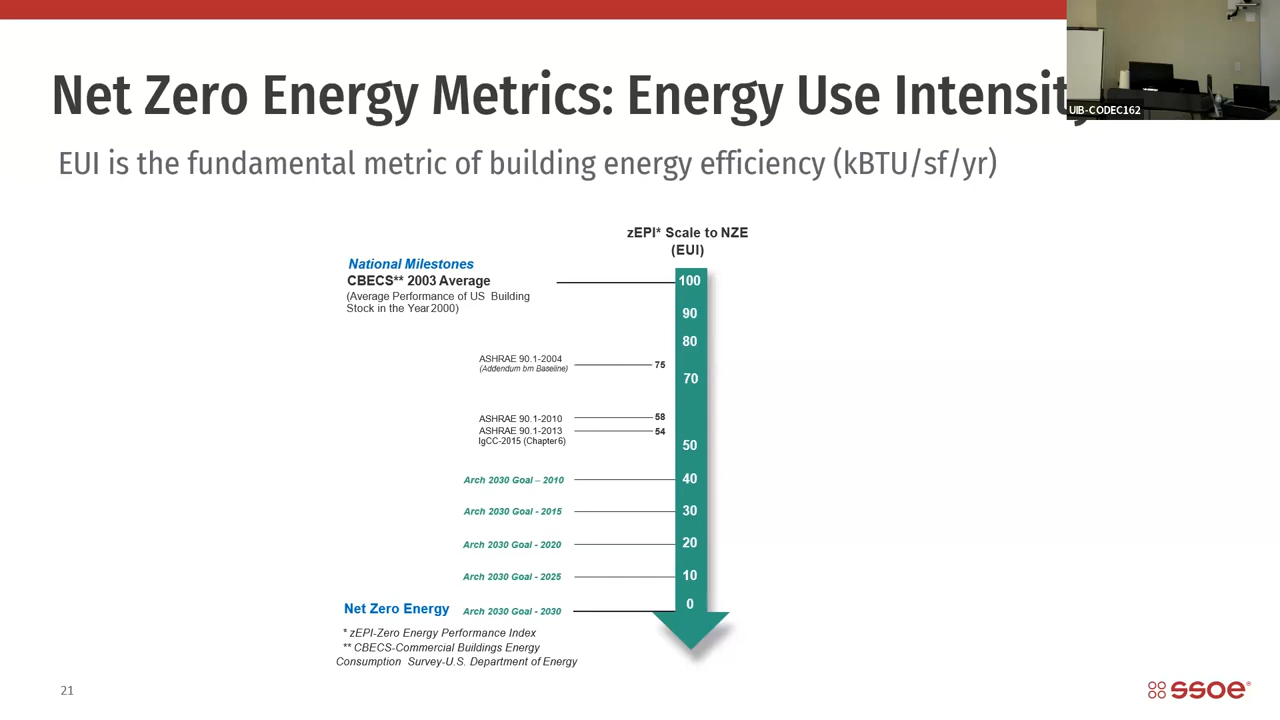 Net Zero Energy Metrics: Energy Use Intensity
UIB-CODEC162
EUI is the fundamental metric of building energy efficiency (kBTU/sf/yr)
zEPI* Scale to NZE
(EUI)
National Milestones
CBECS** 2003 Average
(Average Performance of US Building
Stock in the Year 2000)
100
90
80
ASHRAE 90.1-2004
(Addendum bm Baseline)
75
70
ASHRAE 90.1-2010
58
ASHRAE 90.1-2013
54
IgCC-2015 (Chapter 6)
50
Arch 2030 Goal – 2010
40
Arch 2030 Goal - 2015
30
Arch 2030 Goal - 2020
20
Arch 2030 Goal - 2025
10
0
Net Zero Energy
Arch 2030 Goal - 2030
* zEPI-Zero Energy Performance Index
** CBECS-Commercial Buildings Energy
Consumption Survey-U.S. Department of Energy
21
ssoe®